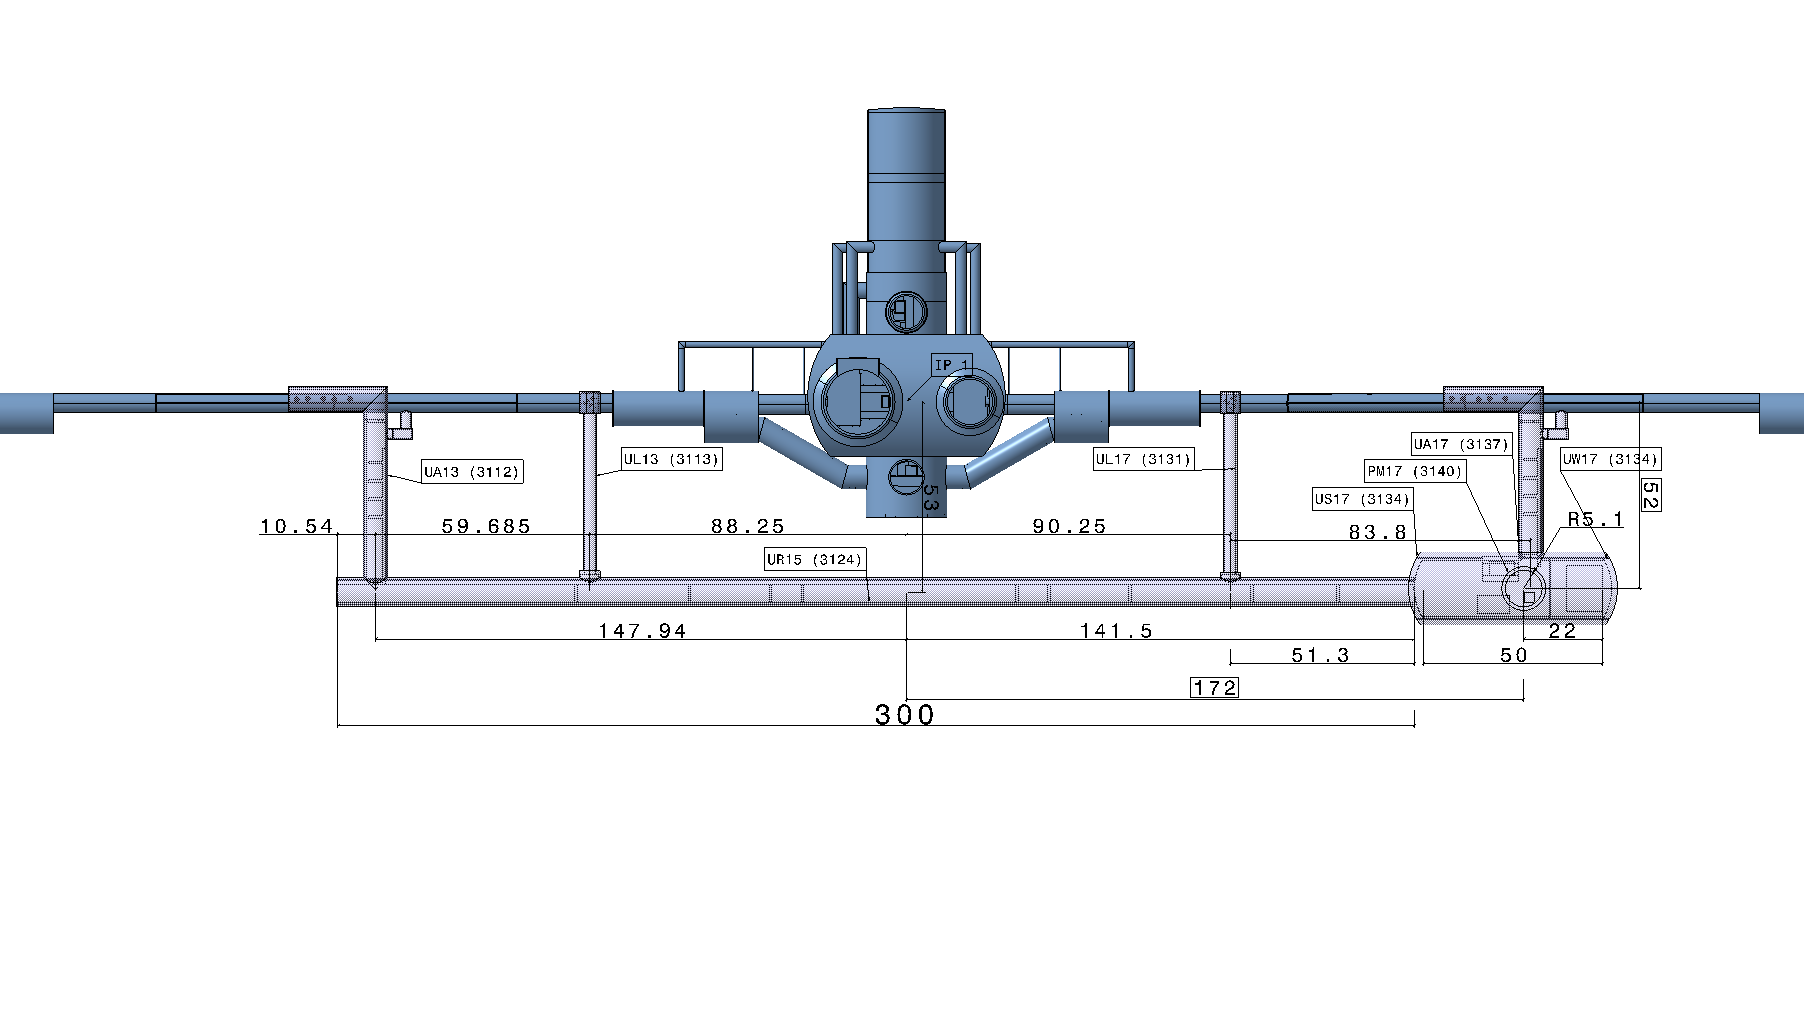 IP 1
UA13 (3112)
UL13 (3113)
UL17 (3131)
UA17 (3137)
UW17 (3134)
PM17 (3140)
US17 (3134)
53
52
10.54
59.685
88.25
90.25
83.8
R5.1
UR15 (3124)
147.94
141.5
22
51.3
50
172
300